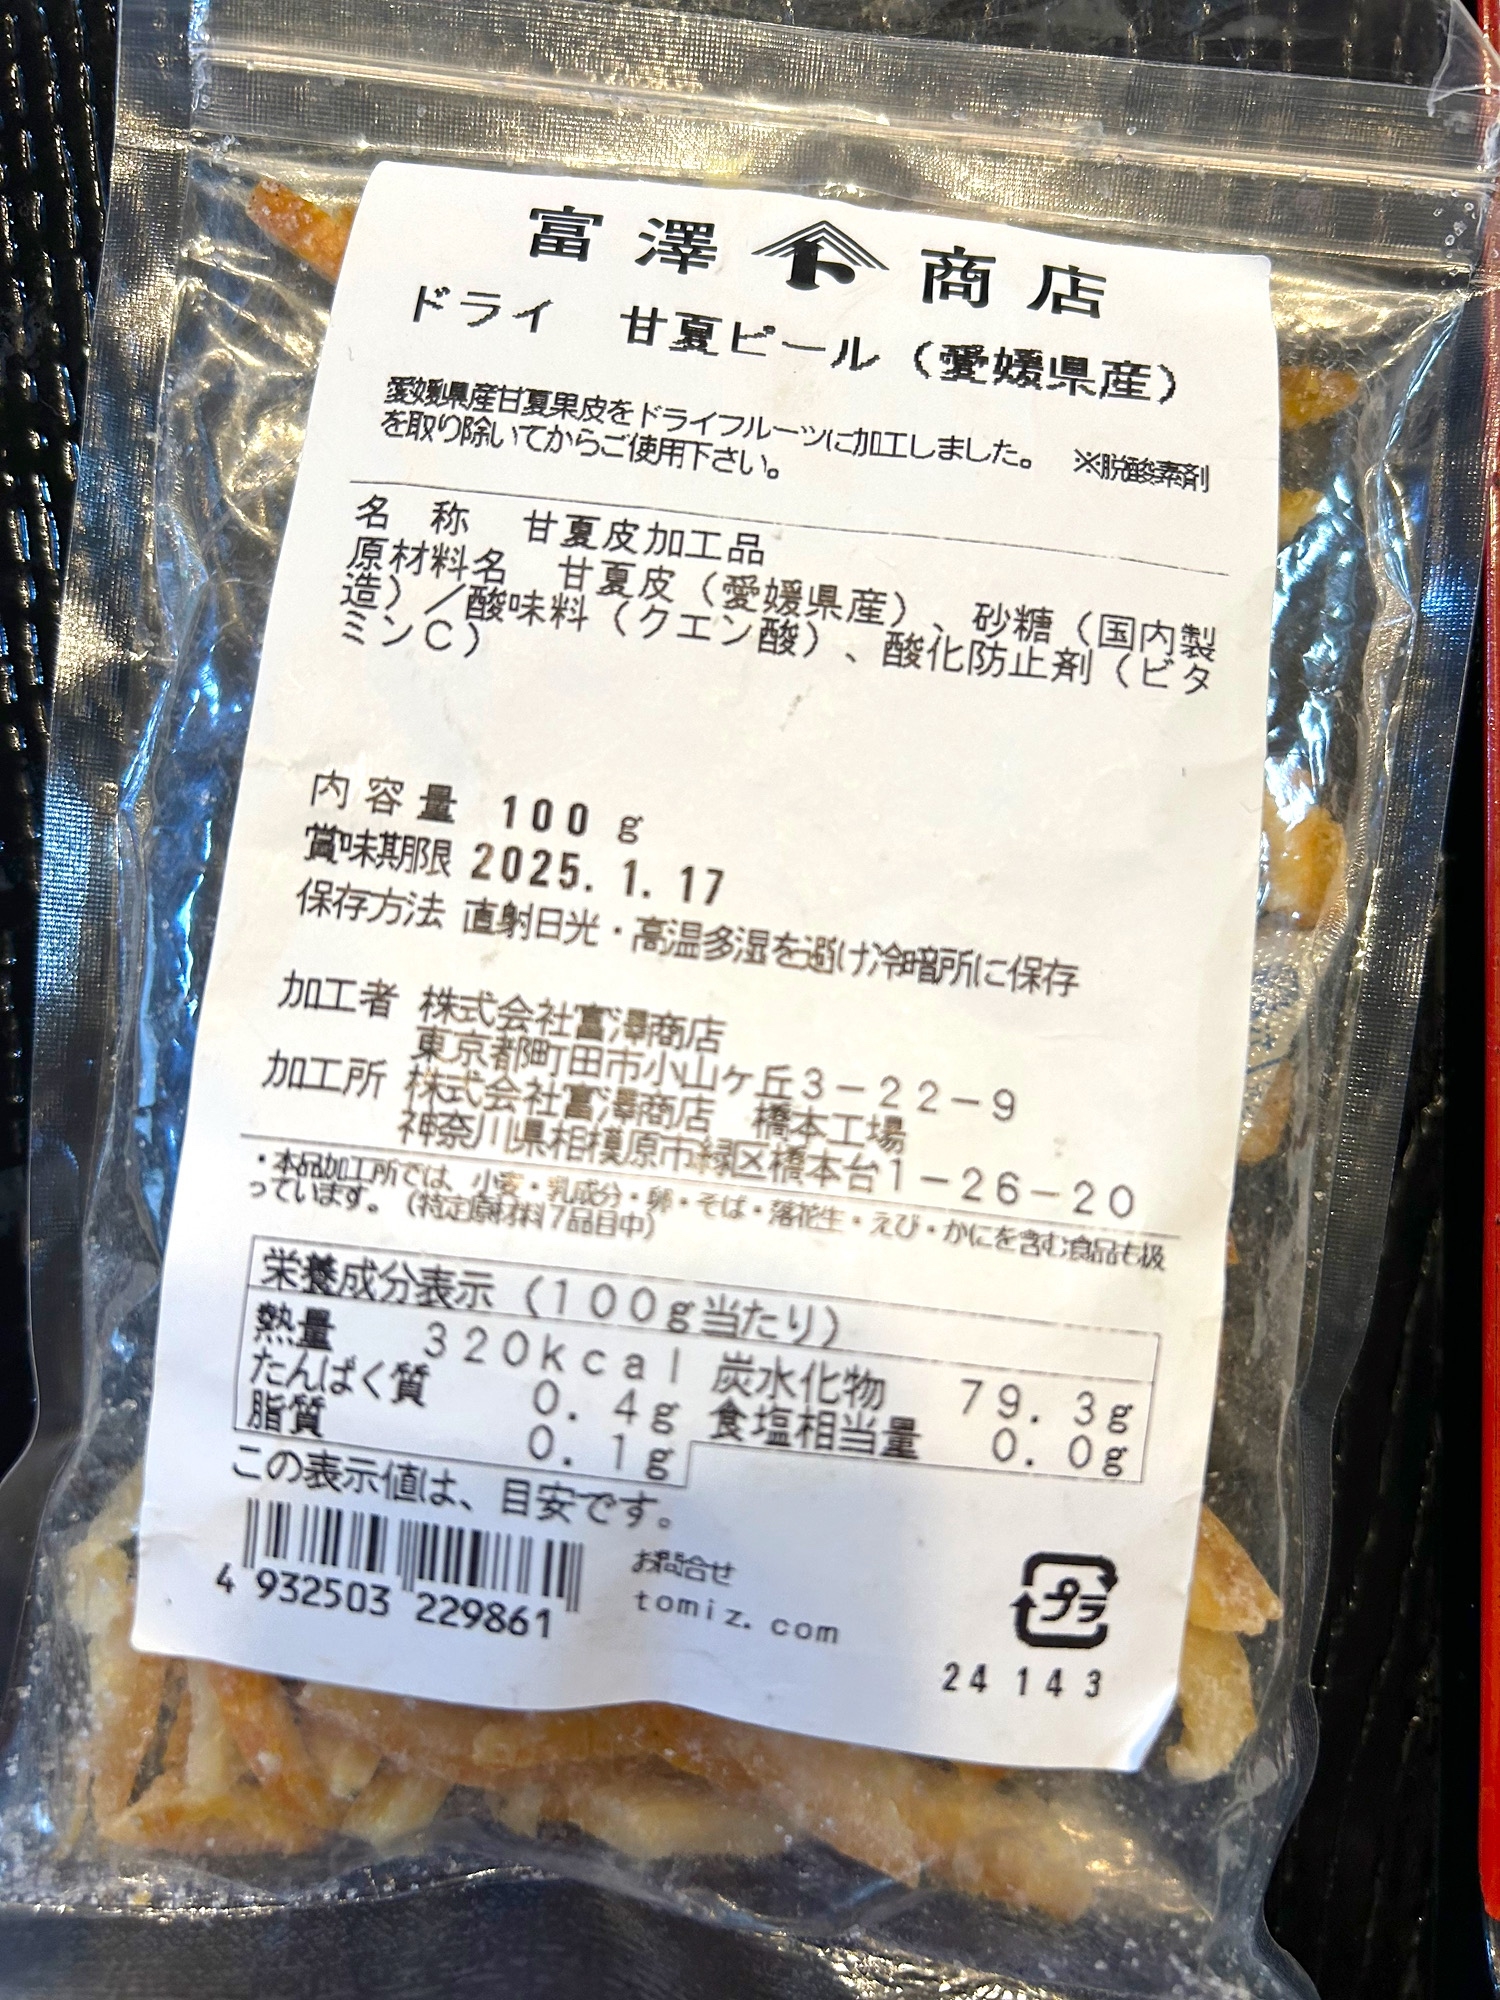 富澤商店
ドライ　甘夏ピール（愛媛県産）
愛媛県産甘夏果皮をドライフルーツに加工しました。　※脱酸素剤
を取り除いてからご使用下さい。
名　称　甘夏皮加工品
原材料名　甘夏皮（愛媛県産）、砂糖（国内製
造）／酸味料（クエン酸）、酸化防止剤（ビタ
ミンＣ）
内容量　100 g
賞味期限 2025. 1. 17
保存方法 直射日光・高温多湿を避け冷暗所に保存
加工者 株式会社富澤商店
東京都町田市小山ヶ丘３－２２－９
加工所 株式会社富澤商店　橋本工場
神奈川県相模原市緑区橋本台１－２６－２０
・本品加工所では、小麦・乳成分・卵・そば・落花生・えび・かにを含む食品も扱
っています。（特定原材料７品目中）
栄養成分表示（１００ｇ当たり）
熱量　３２０ｋｃａｌ 炭水化物　７９．３ｇ
たんぱく質　０．４ｇ 食塩相当量　０．０ｇ
脂質　０．１ｇ
この表示値は、目安です。
お問合せ
tomiz.com
プラ
4 932503 229861
24 143